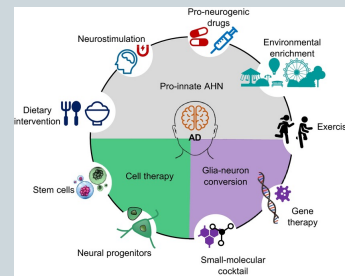 Pro-neurogenic
drugs
Neurostimulation
Environmental
enrichment
Pro-innate AHN
Dietary
intervention
AD
Exercis
Cell therapy
Glia-neuron
conversion
Stem cells
Gene
therapy
Neural progenitors
Small-molecular
cocktail